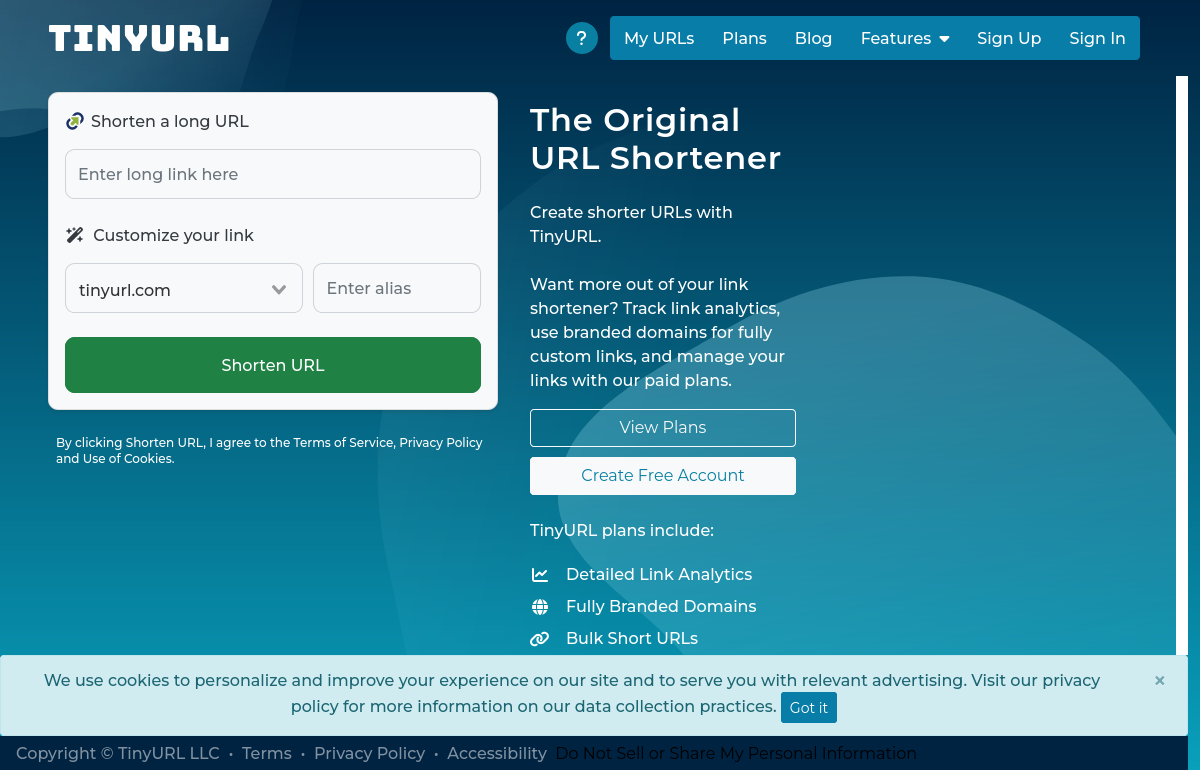 TINYURL
?
My URLs Plans Blog Features Sign Up Sign In
Shorten a long URL
Enter long link here
Customize your link
tinyurl.com
Enter alias
Shorten URL
By clicking Shorten URL, I agree to the Terms of Service, Privacy Policy
and Use of Cookies.
The Original
URL Shortener
Create shorter URLs with
TinyURL.
Want more out of your link
shortener? Track link analytics,
use branded domains for fully
custom links, and manage your
links with our paid plans.
View Plans
Create Free Account
TinyURL plans include:
Detailed Link Analytics
Fully Branded Domains
Bulk Short URLs
We use cookies to personalize and improve your experience on our site and to serve you with relevant advertising. Visit our privacy
policy for more information on our data collection practices. Got it
×
Copyright © TinyURL LLC • Terms • Privacy Policy • Accessibility Do Not Sell or Share My Personal Information